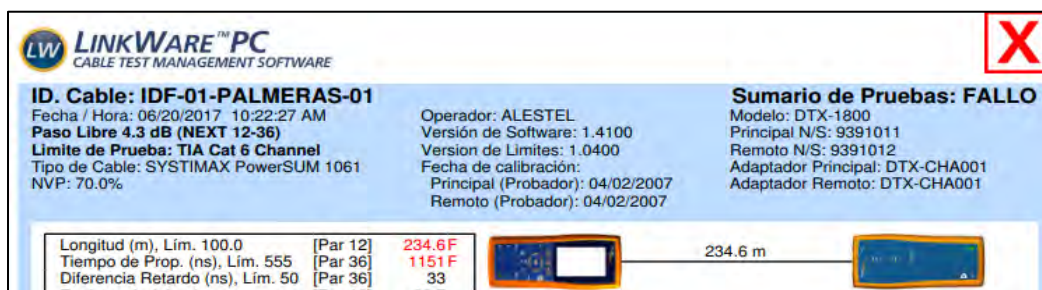 LW LINKWARE™PC
CABLE TEST MANAGEMENT SOFTWARE
X
ID. Cable: IDF-01-PALMERAS-01
Fecha / Hora: 06/20/2017 10:22:27 AM
Paso Libre 4.3 dB (NEXT 12-36)
Limite de Prueba: TIA Cat 6 Channel
Tipo de Cable: SYSTIMAX PowerSUM 1061
NVP: 70.0%
Operador: ALESTEL
Versión de Software: 1.4100
Version de Limites: 1.0400
Fecha de calibración:
Principal (Probador): 04/02/2007
Remoto (Probador): 04/02/2007
Sumario de Pruebas: FALLO
Modelo: DTX-1800
Principal N/S: 9391011
Remoto N/S: 9391012
Adaptador Principal: DTX-CHA001
Adaptador Remoto: DTX-CHA001
Longitud (m), Lím. 100.0 [Par 12] 234.6 F
Tiempo de Prop. (ns), Lím. 555 [Par 36] 1151 F
Diferencia Retardo (ns), Lím. 50 [Par 36] 33
234.6 m